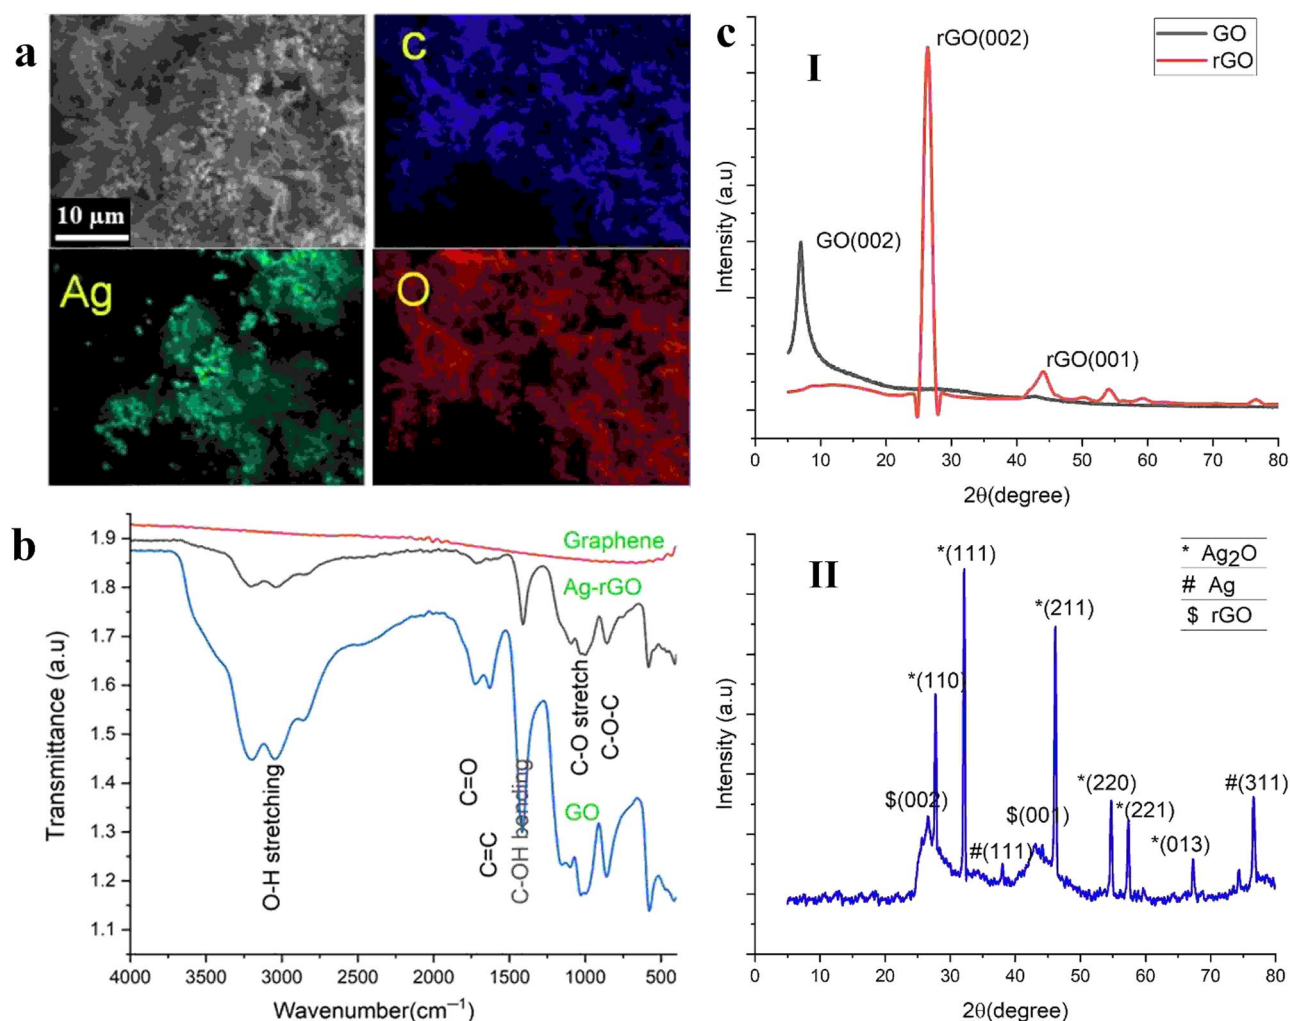 a
C
10 μm
Ag
O
b
Transmittance (a.u)
1.9
1.8
1.7
1.6
1.5
1.4
1.3
1.2
1.1
Graphene
Ag-rGO
GO
O-H stretching
C=O
C=C
C-OH bending
C-O stretch
C-O-C
4000 3500 3000 2500 2000 1500 1000 500
Wavenumber(cm⁻¹)
c
I
GO
rGO
rGO(002)
GO(002)
rGO(001)
Intensity (a.u)
0 10 20 30 40 50 60 70 80
2θ(degree)
II
* Ag₂O
# Ag
$ rGO
*(111)
*(211)
*(110)
*(220)
#(311)
*(221)
$(002)
$(001)
#(111)
*(013)
Intensity (a.u)
0 10 20 30 40 50 60 70 80
2θ(degree)